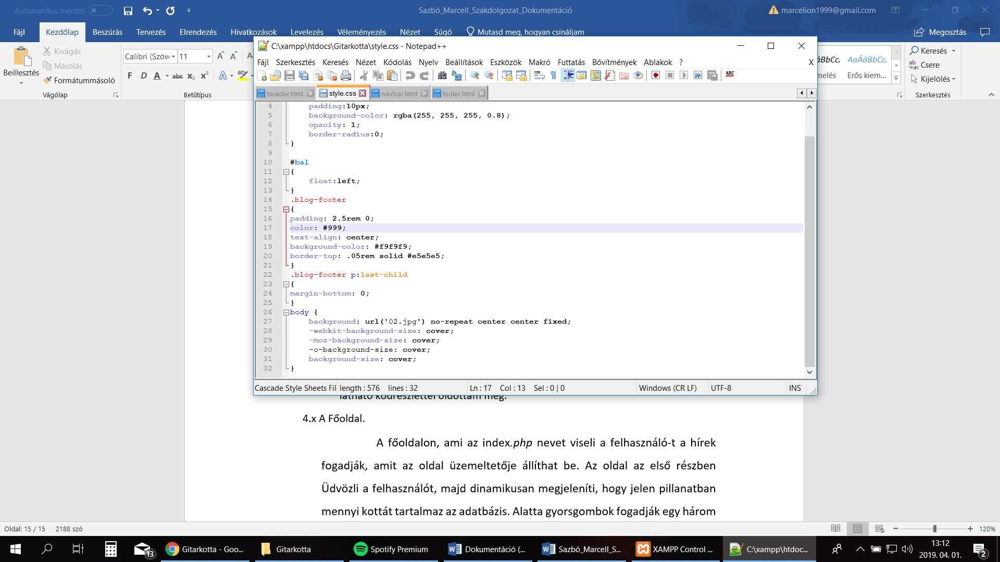 Automatikus mentés
Sazbó_Marcell_Szakdolgozat_Dokumentáció
marcelion1999@gmail.com
Fájl Kezdőlap Beszúrás Tervezés Elrendezés Hivatkozások Levelezés Véleményezés Nézet Súgó Mutasd meg, hogyan csináljam Megosztás
Beillesztés
Kivágás
Másolás
Formátummásoló
Vágólap
Calibri (Szöv 11
F D A abc x₂ x² A ab
Betűtípus
AaÁáBbC
Erős kiem...
Keresés
Csere
Kijelölés
Szerkesztés
C:\xampp\htdocs\Gitarkotta\style.css - Notepad++
Fájl Szerkesztés Keresés Nézet Kódolás Nyelv Beállítások Eszközök Makró Futtatás Bővítmények Ablakok ? X
header.html style.css navbar.html footer.html
4 padding:10px;
5 background-color: rgba(255, 255, 255, 0.8);
6 opacity: 1;
7 border-radius:0;
8 }
9
10 #bal
11 {
12 float:left;
13 }
14 .blog-footer
15 {
16 padding: 2.5rem 0;
17 color: #999;
18 text-align: center;
19 background-color: #f9f9f9;
20 border-top: .05rem solid #e5e5e5;
21 }
22 .blog-footer p:last-child
23 {
24 margin-bottom: 0;
25 }
26 body {
27 background: url('02.jpg') no-repeat center center fixed;
28 -webkit-background-size: cover;
29 -moz-background-size: cover;
30 -o-background-size: cover;
31 background-size: cover;
32 }
Cascade Style Sheets Fil length : 576 lines : 32 Ln : 17 Col : 13 Sel : 0 | 0 Windows (CR LF) UTF-8 INS
látható kódrészlettel oldottam meg.
4.x A Főoldal.
A főoldalon, ami az index.php nevet viseli a felhasználó-t a hírek
fogadják, amit az oldal üzemeltetője állíthat be. Az oldal az első részben
Üdvözli a felhasználót, majd dinamikusan megjeleníti, hogy jelen pillanatban
mennyi kottát tartalmaz az adatbázis. Alatta gyorsgombok fogadják egy három
Oldal: 15 / 15 2188 szó
120%
13
Gitarkotta - Goo...
Gitarkotta
Spotify Premium
Dokumentáció (...
Sazbó_Marcell_S...
XAMPP Control ...
C:\xampp\htdoc...
13:12
2019. 04. 01.
2